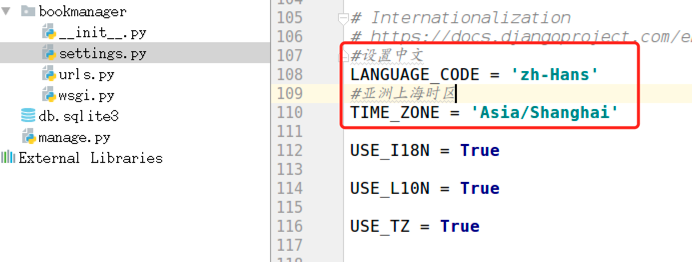 bookmanager
__init__.py
settings.py
urls.py
wsgi.py
db.sqlite3
manage.py
External Libraries
105 # Internationalization
106 # https://docs.djangoproject.com/e
107 #设置中文
108 LANGUAGE_CODE = 'zh-Hans'
109 #亚洲上海时区
110 TIME_ZONE = 'Asia/Shanghai'
111
112 USE_I18N = True
113
114 USE_L10N = True
115
116 USE_TZ = True
117